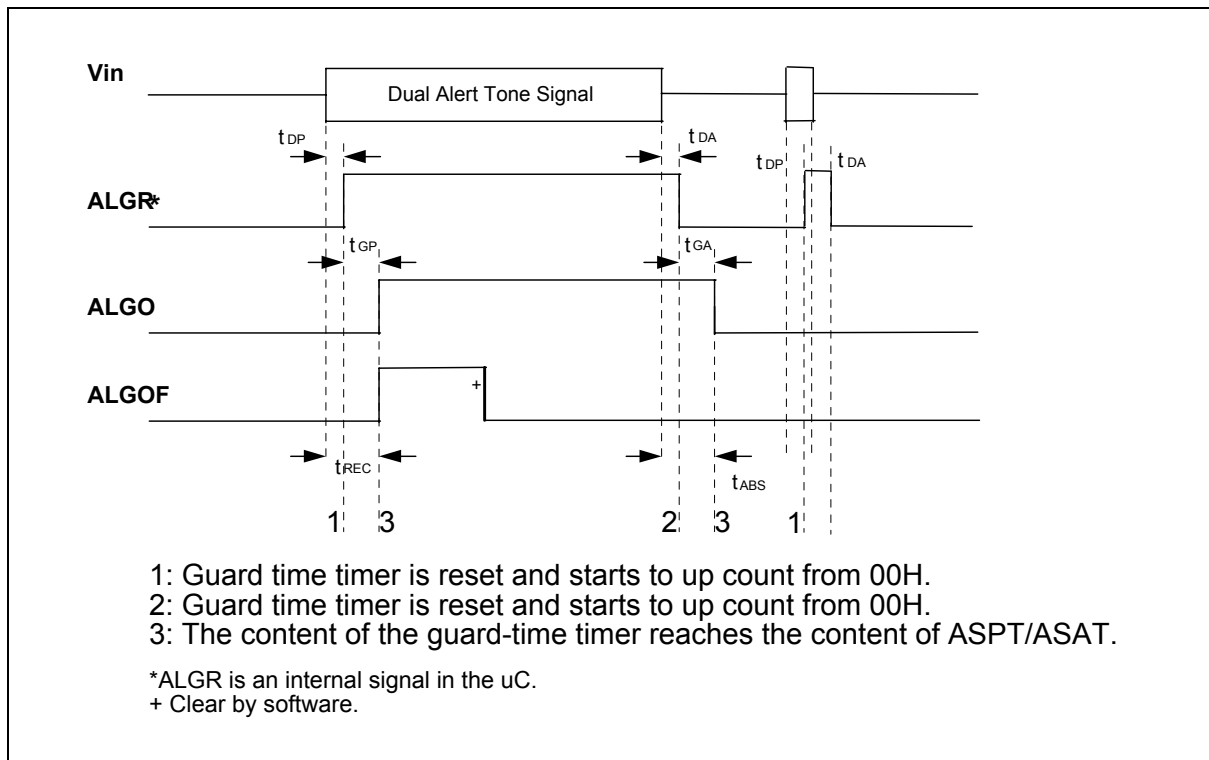 Vin
Dual Alert Tone Signal
tDP
tDA
tDP
tDA
ALGR*
tGP
tGA
ALGO
ALGOF
+
tREC
tABS
1 3 2 3 1
1: Guard time timer is reset and starts to up count from 00H.
2: Guard time timer is reset and starts to up count from 00H.
3: The content of the guard-time timer reaches the content of ASPT/ASAT.
*ALGR is an internal signal in the uC.
+ Clear by software.